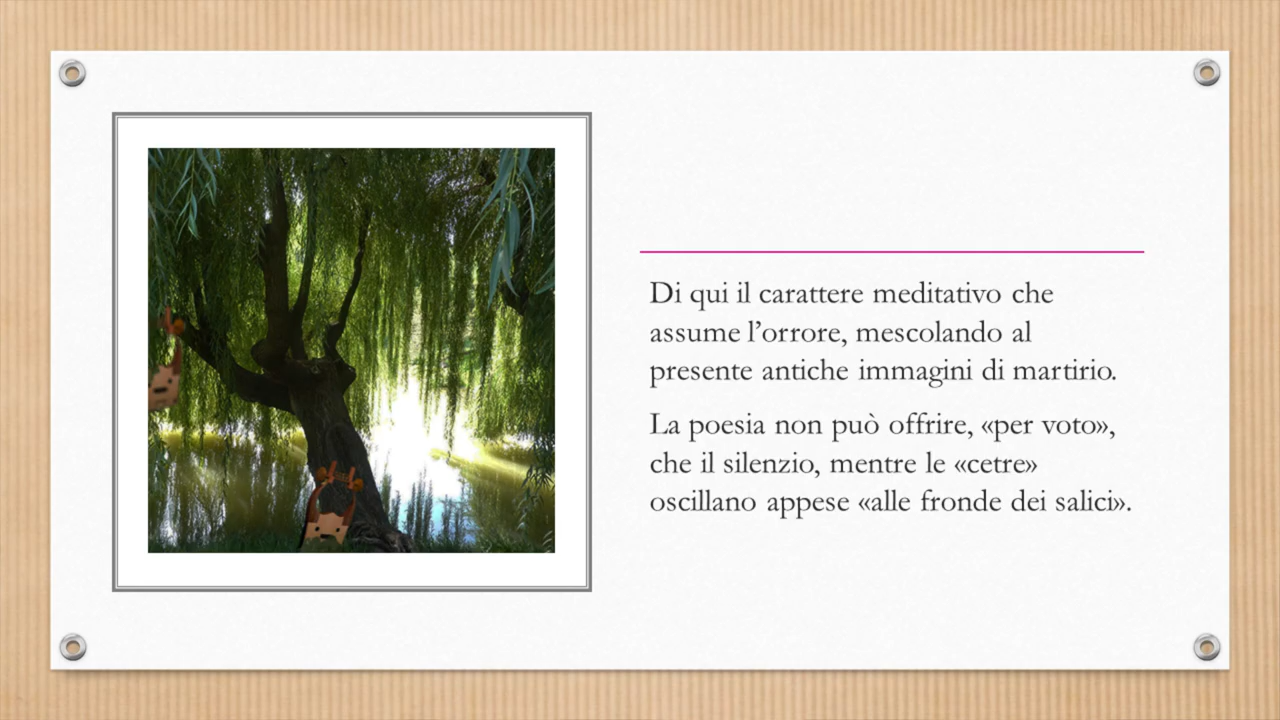 Di qui il carattere meditativo che
assume l’orrore, mescolando al
presente antiche immagini di martirio.
La poesia non può offrire, «per voto»,
che il silenzio, mentre le «cetre»
oscillano appese «alle fronde dei salici».